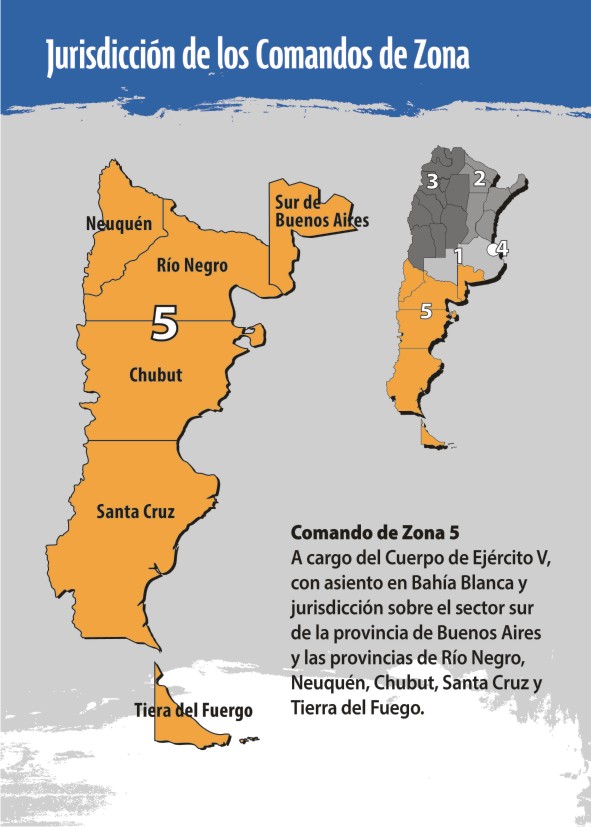 Jurisdicción de los Comandos de Zona
Neuquén
Sur de
Buenos Aires
Río Negro
5
Chubut
Santa Cruz
Tiera del Fuergo
3
2
4
1
5
Comando de Zona 5
A cargo del Cuerpo de Ejército V,
con asiento en Bahía Blanca y
jurisdicción sobre el sector sur
de la provincia de Buenos Aires
y las provincias de Río Negro,
Neuquén, Chubut, Santa Cruz y
Tierra del Fuego.